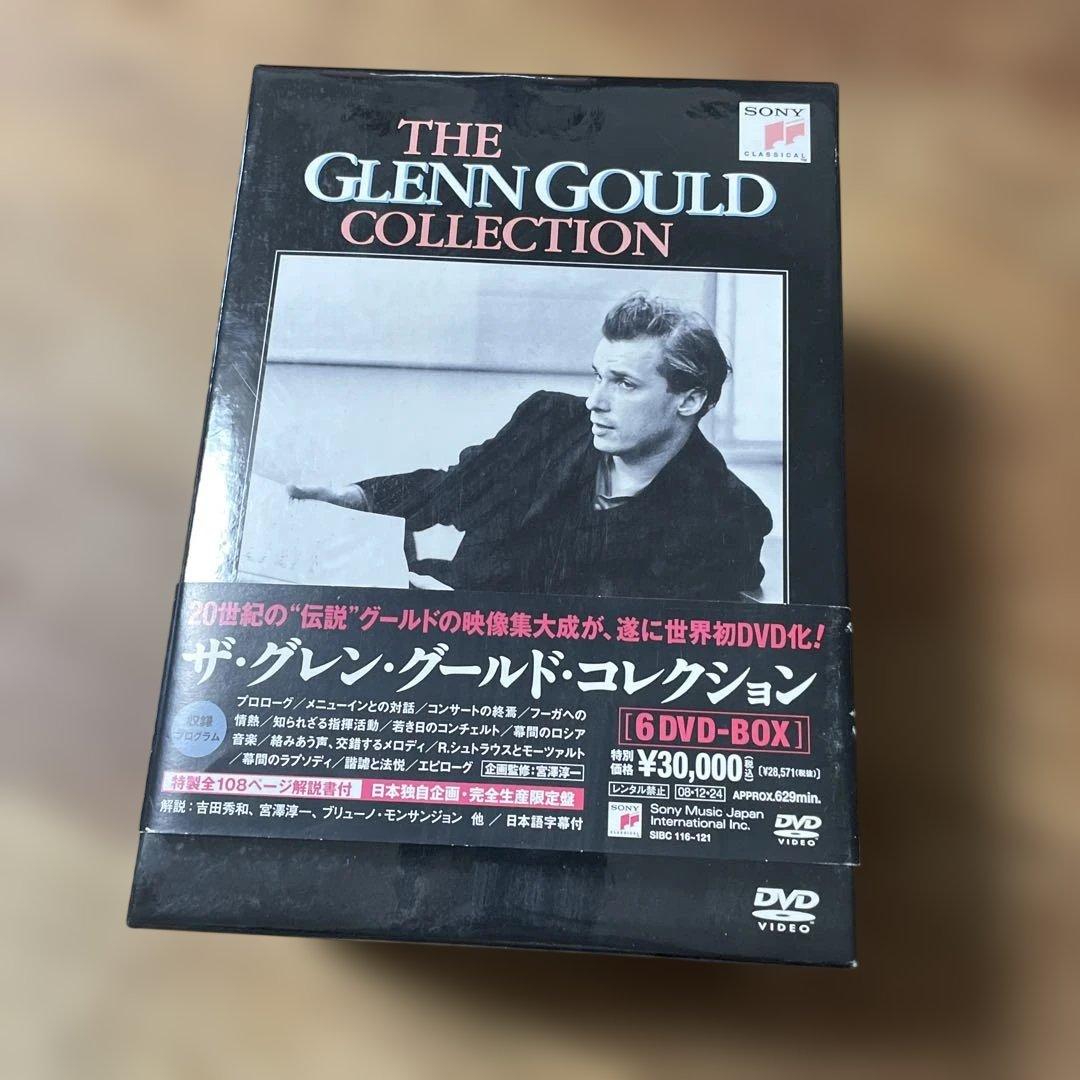 SONY
CLASSICAL™
THE
GLENN GOULD
COLLECTION
20世紀の“伝説”グールドの映像集大成が、遂に世界初DVD化!
ザ・グレン・グールド・コレクション
収録
プログラム
プロローグ/メニューインとの対話/コンサートの終焉/フーガへの
情熱/知られざる指揮活動/若き日のコンチェルト/幕間のロシア
音楽/絡みあう声、交錯するメロディ/R.シュトラウスとモーツァルト
/幕間のラプソディ/諧謔と法悦/エピローグ 企画監修:宮澤淳一
[6DVD-BOX]
特別
価格 ¥30,000(税込) [¥28,571(税抜)]
レンタル禁止 08・12・24 APPROX.629min.
特製全108ページ解説書付 日本独自企画・完全生産限定盤
解説:吉田秀和、宮澤淳一、ブリューノ・モンサンジョン 他 / 日本語字幕付
SONY
CLASSICAL
Sony Music Japan
International Inc.
SIBC 116~121
DVD
VIDEO
DVD
VIDEO™